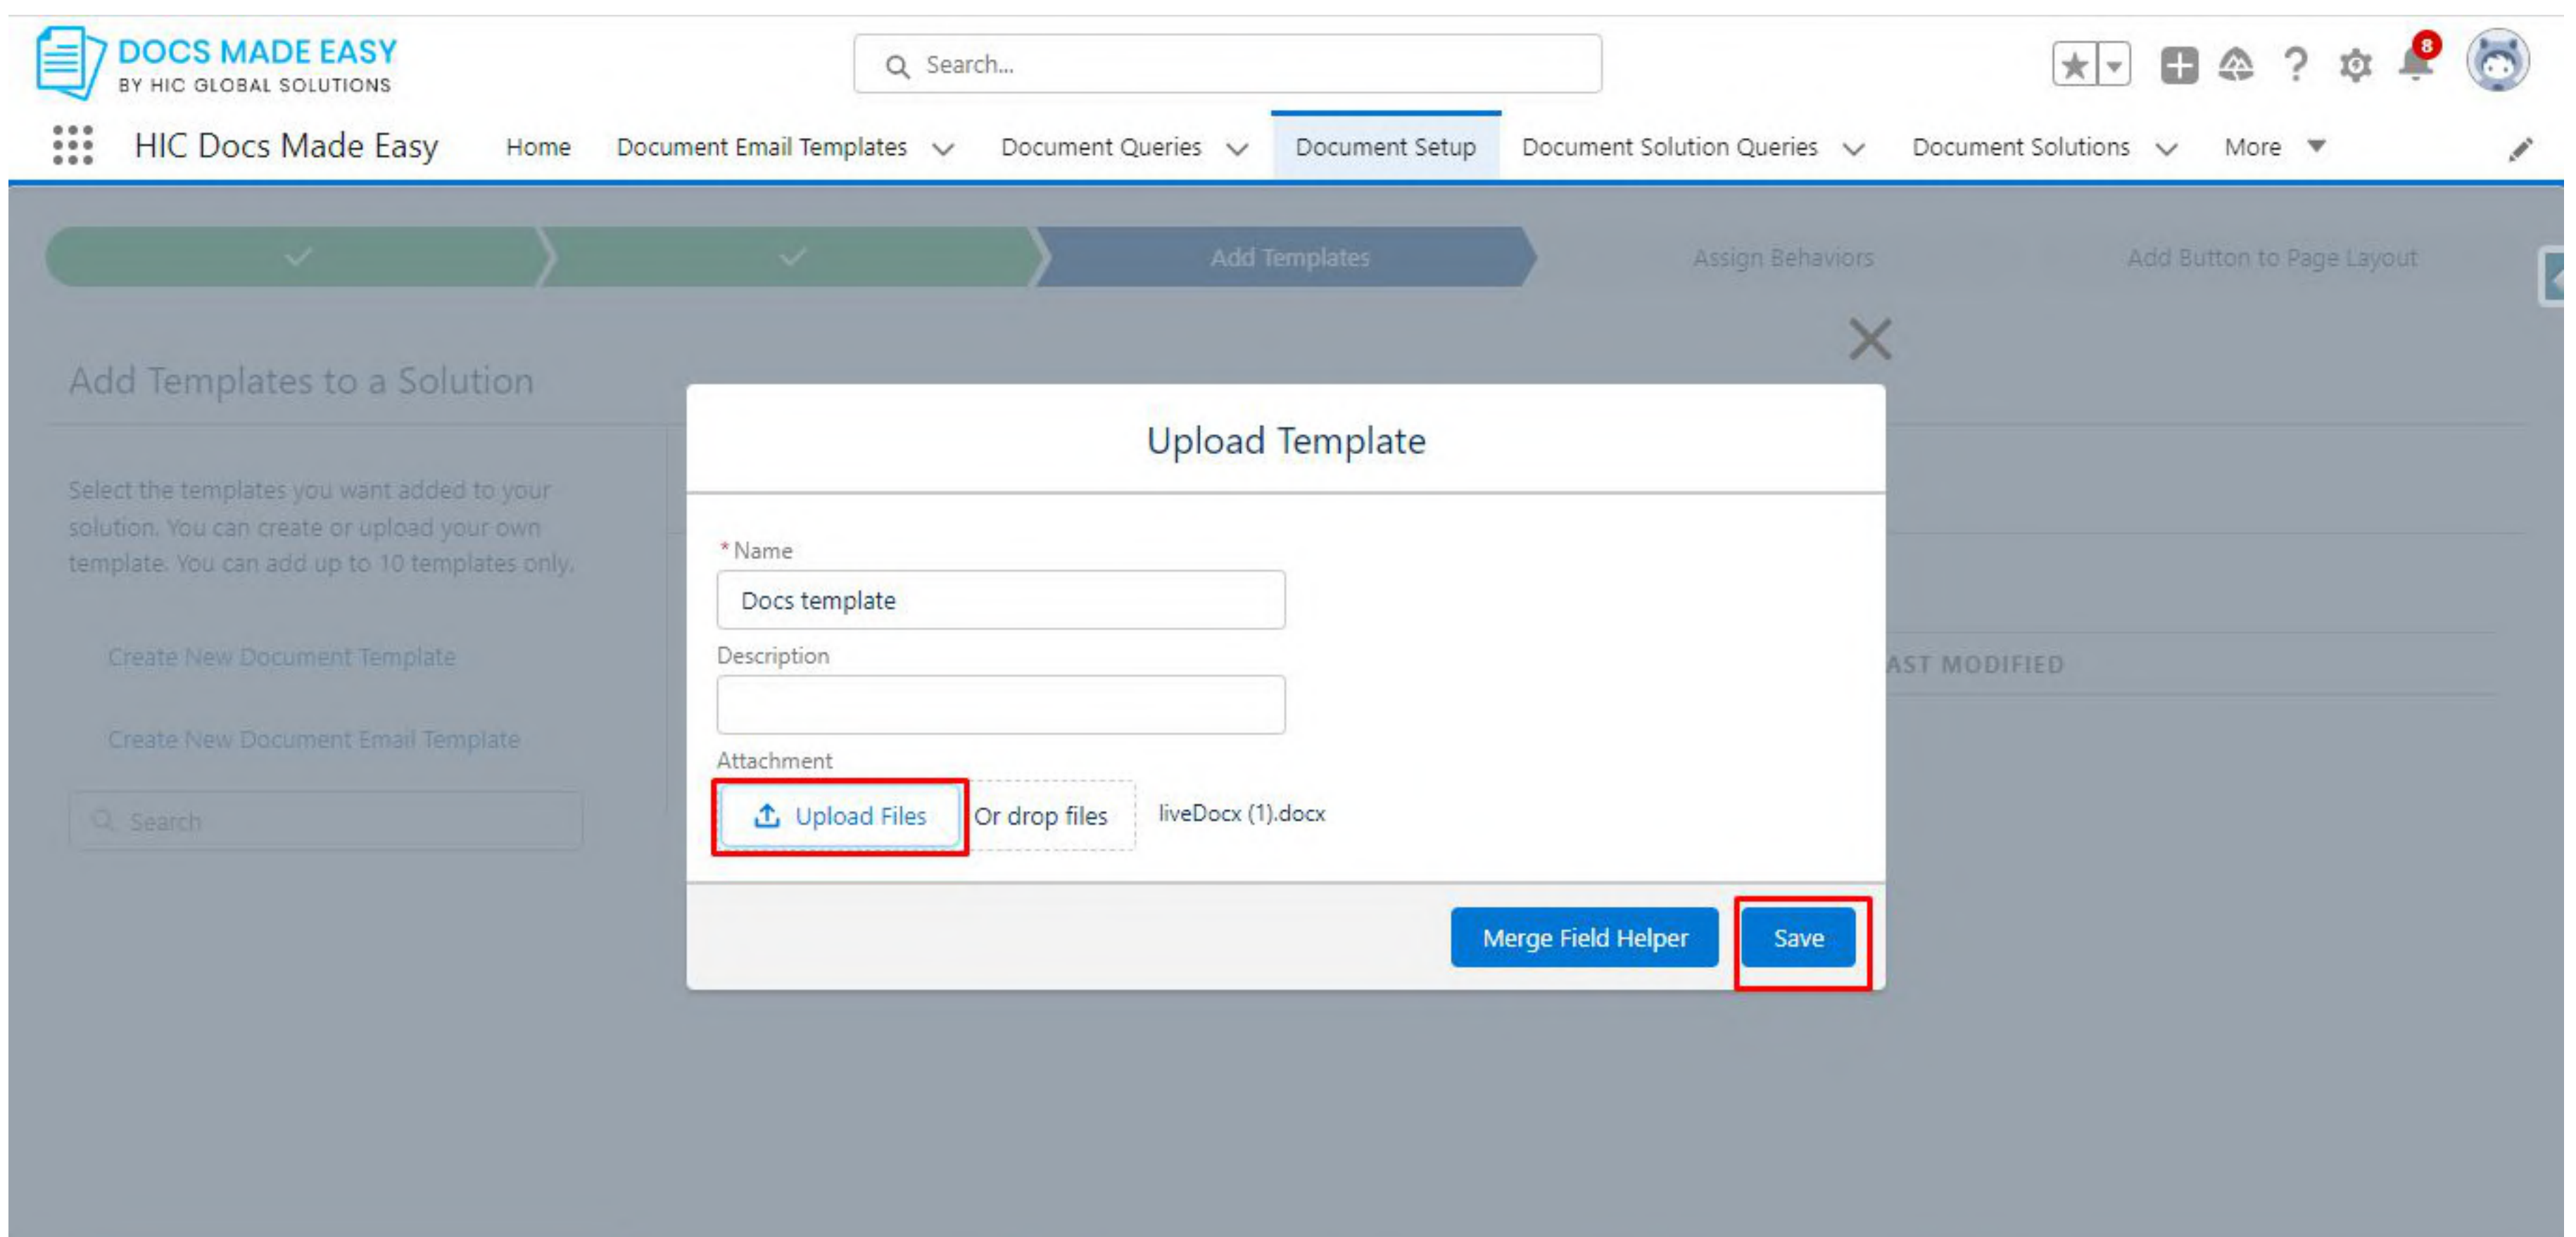 DOCS MADE EASY
BY HIC GLOBAL SOLUTIONS
Search...
8
HIC Docs Made Easy
Home
Document Email Templates
Document Queries
Document Setup
Document Solution Queries
Document Solutions
More
Add Templates
Assign Behaviors
Add Button to Page Layout
Add Templates to a Solution
Select the templates you want added to your
solution. You can create or upload your own
template. You can add up to 10 templates only.
Create New Document Template
Create New Document Email Template
Search
Upload Template
* Name
Docs template
Description
Attachment
Upload Files
Or drop files
liveDocx (1).docx
AST MODIFIED
Merge Field Helper
Save